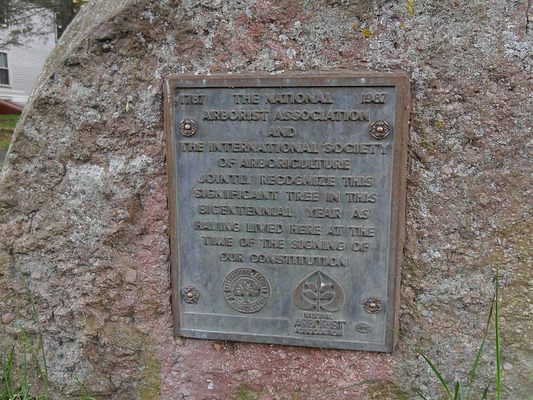 1787 THE NATIONAL 1987
ARBORIST ASSOCIATION
AND
THE INTERNATIONAL SOCIETY
OF ARBORICULTURE
JOINTLY RECOGNIZE THIS
SIGNIFICANT TREE IN THIS
BICENTENNIAL YEAR AS
HAVING LIVED HERE AT THE
TIME OF THE SIGNING OF
OUR CONSTITUTION
NATIONAL
ARBORIST
ASSOCIATION